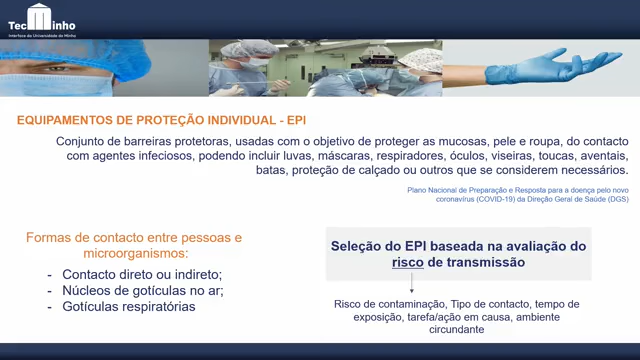 TecMinho
Interface da Universidade do Minho
EQUIPAMENTOS DE PROTEÇÃO INDIVIDUAL - EPI
Conjunto de barreiras protetoras, usadas com o objetivo de proteger as mucosas, pele e roupa, do contacto
com agentes infeciosos, podendo incluir luvas, máscaras, respiradores, óculos, viseiras, toucas, aventais,
batas, proteção de calçado ou outros que se considerem necessários.
Plano Nacional de Preparação e Resposta para a doença pelo novo
coronavírus (COVID-19) da Direção Geral de Saúde (DGS)
Formas de contacto entre pessoas e
microorganismos:
- Contacto direto ou indireto;
- Núcleos de gotículas no ar;
- Gotículas respiratórias
Seleção do EPI baseada na avaliação do
risco de transmissão
Risco de contaminação, Tipo de contacto, tempo de
exposição, tarefa/ação em causa, ambiente
circundante